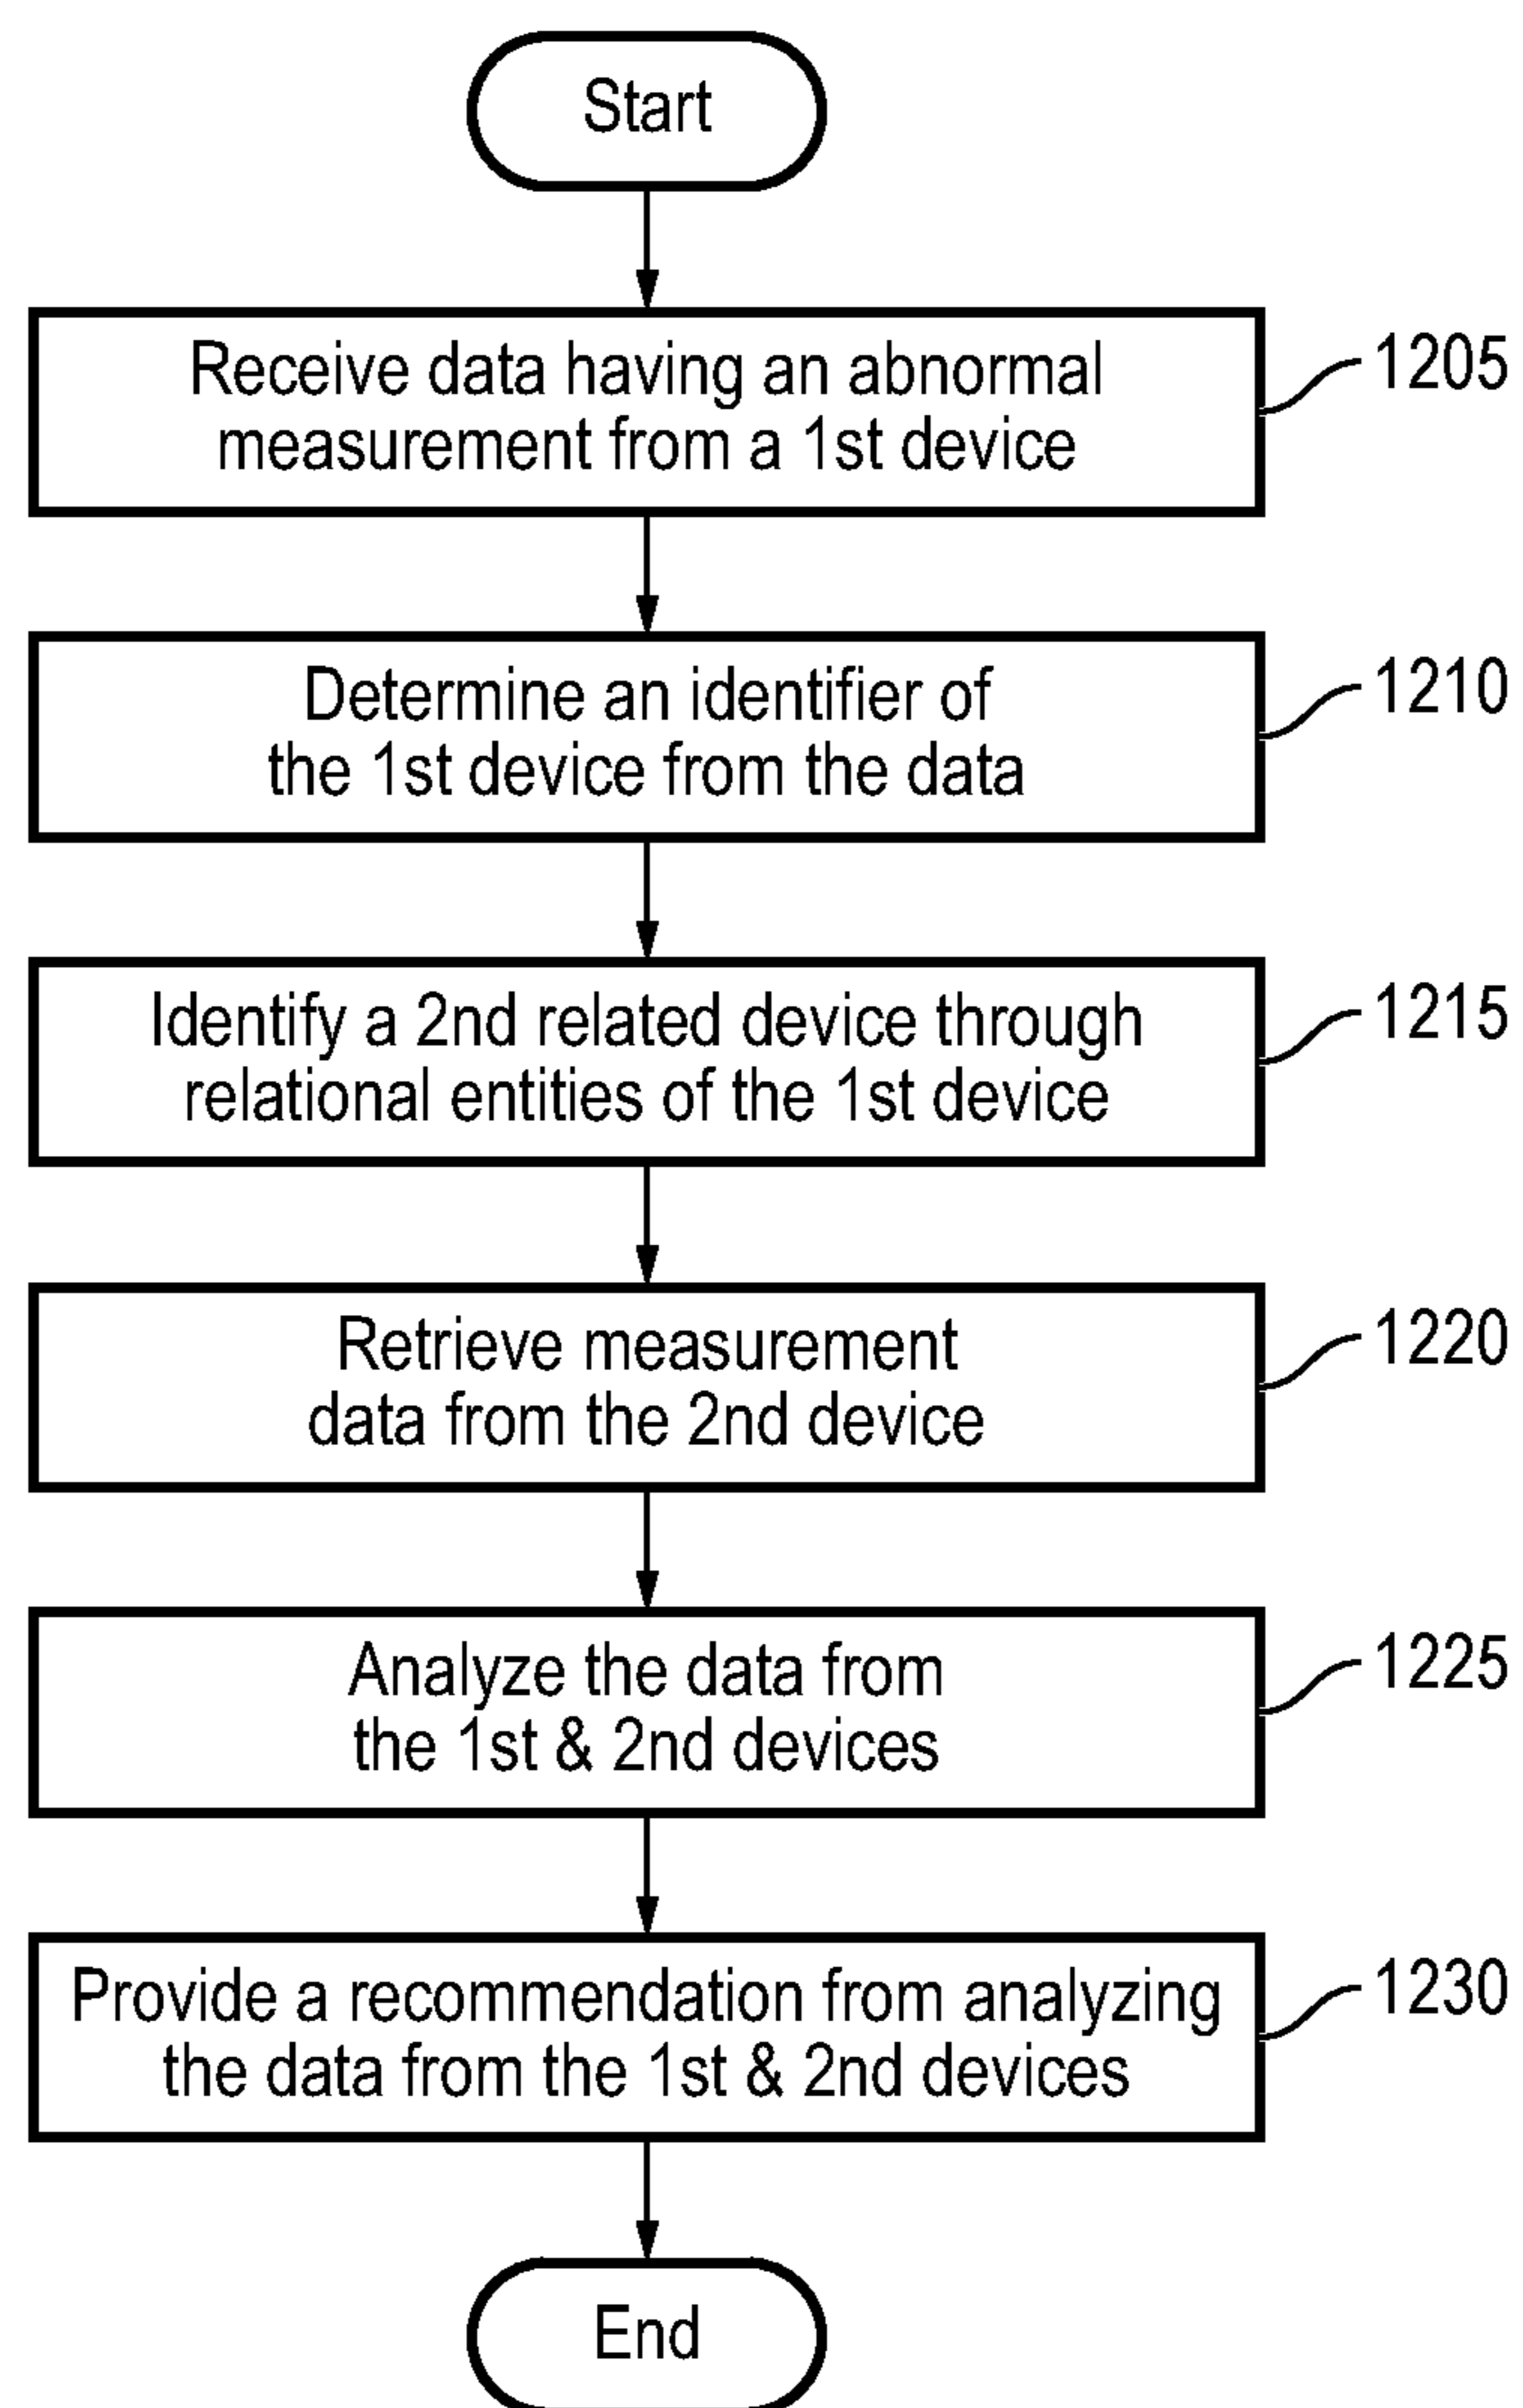 Start
Receive data having an abnormal
measurement from a 1st device
1205
Determine an identifier of
the 1st device from the data
1210
Identify a 2nd related device through
relational entities of the 1st device
1215
Retrieve measurement
data from the 2nd device
1220
Analyze the data from
the 1st & 2nd devices
1225
Provide a recommendation from analyzing
the data from the 1st & 2nd devices
1230
End